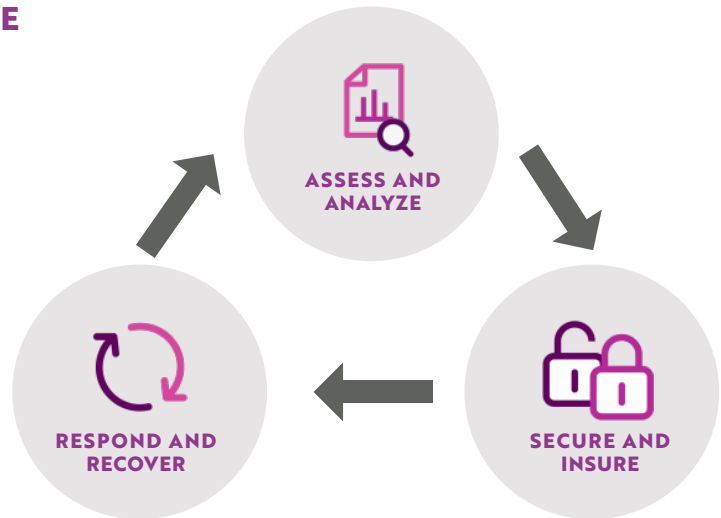 E
ASSESS AND
ANALYZE
SECURE AND
INSURE
RESPOND AND
RECOVER